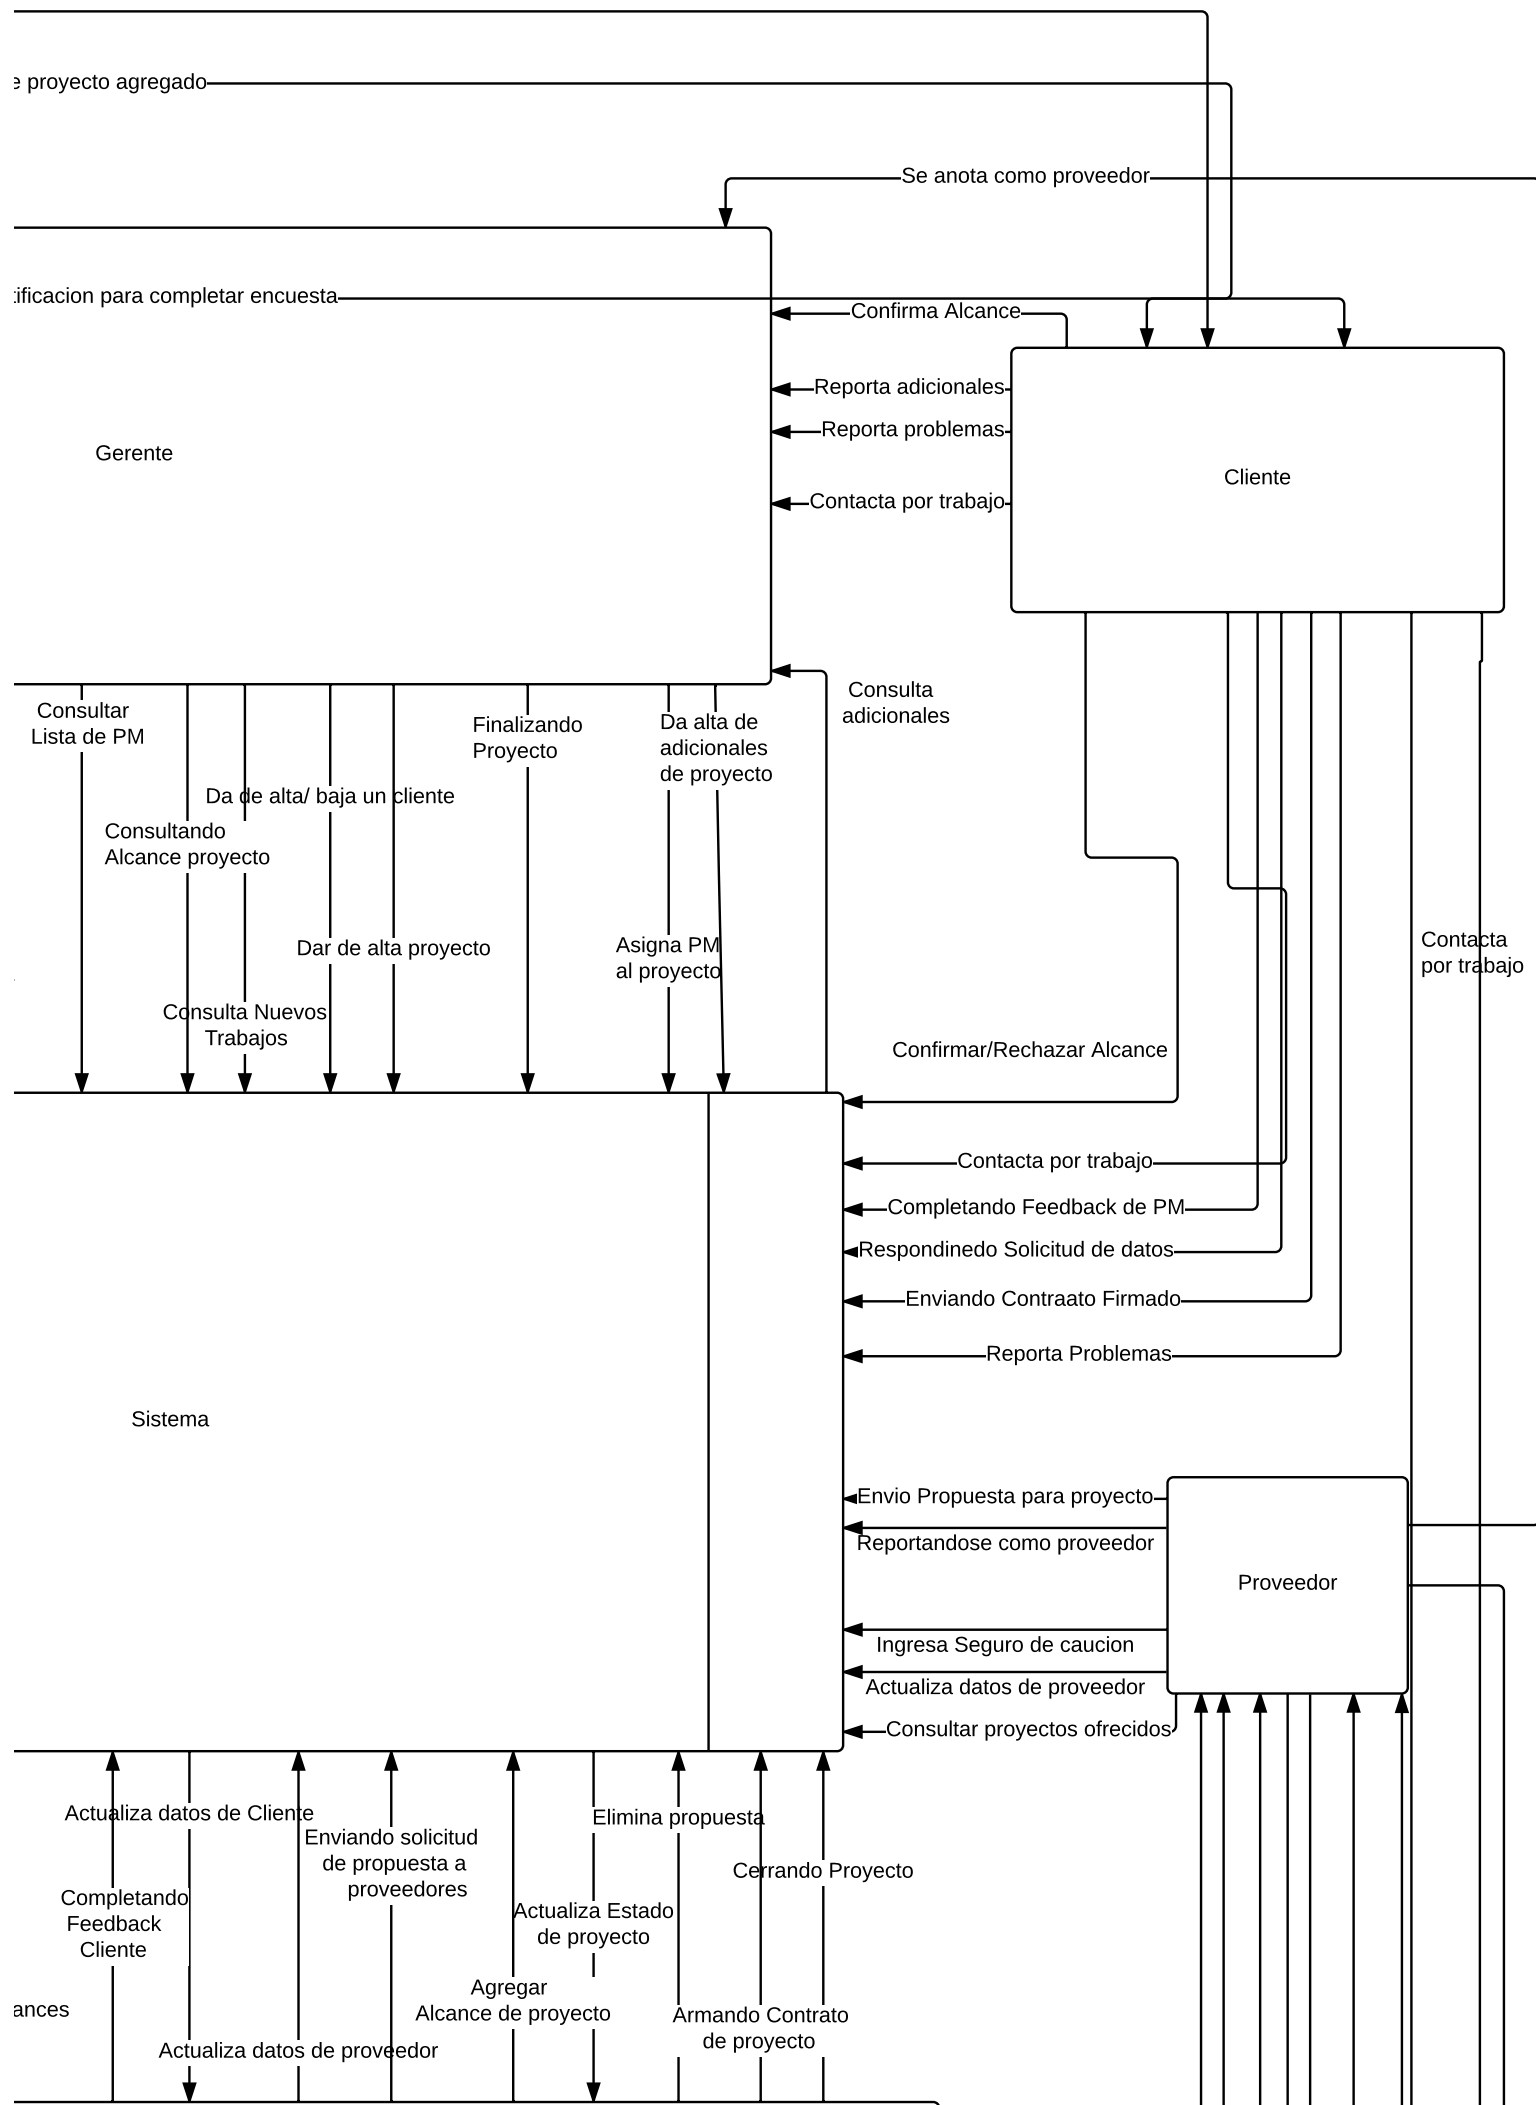 e proyecto agregado
Se anota como proveedor
tificacion para completar encuesta
Confirma Alcance
Reporta adicionales
Reporta problemas
Gerente
Cliente
Contacta por trabajo
Consulta
adicionales
Consultar
Lista de PM
Finalizando
Proyecto
Da alta de
adicionales
de proyecto
Da de alta/ baja un cliente
Consultando
Alcance proyecto
Dar de alta proyecto
Asigna PM
al proyecto
Contacta
por trabajo
Consulta Nuevos
Trabajos
Confirmar/Rechazar Alcance
Contacta por trabajo
Completando Feedback de PM
Respondinedo Solicitud de datos
Enviando Contraato Firmado
Reporta Problemas
Sistema
Envio Propuesta para proyecto
Reportandose como proveedor
Proveedor
Ingresa Seguro de caucion
Actualiza datos de proveedor
Consultar proyectos ofrecidos
Actualiza datos de Cliente
Elimina propuesta
Enviando solicitud
de propuesta a
proveedores
Cerrando Proyecto
Completando
Feedback
Cliente
Actualiza Estado
de proyecto
Agregar
Alcance de proyecto
ances
Armando Contrato
de proyecto
Actualiza datos de proveedor